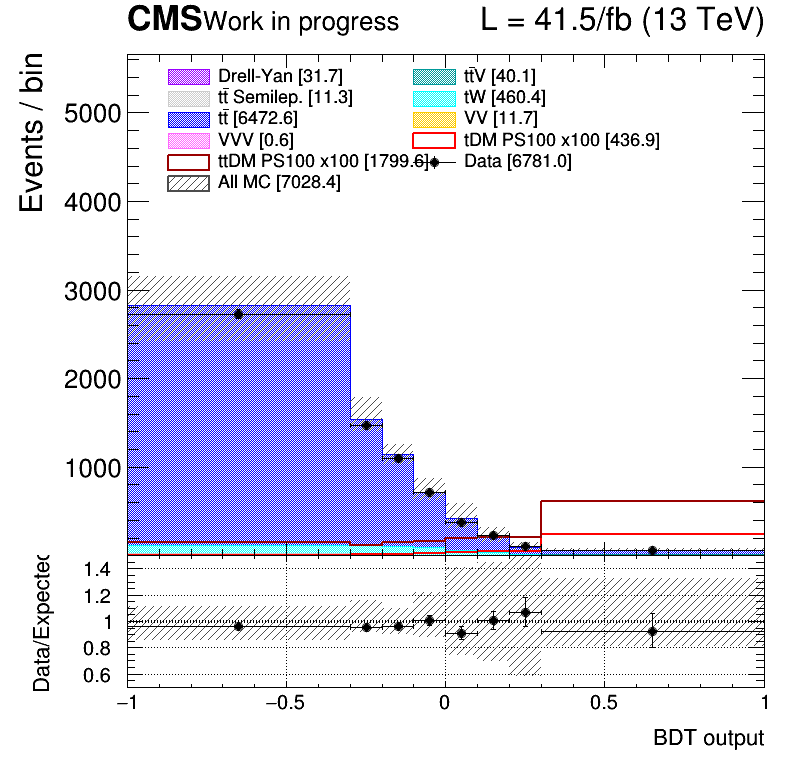 CMS Work in progress L = 41.5/fb (13 TeV)
Events / bin
Drell-Yan [31.7] tt̄V [40.1]
tt̄ Semilep. [11.3] tW [460.4]
tt̄ [6472.6] VV [11.7]
VVV [0.6] tDM PS100 x100 [436.9]
ttDM PS100 x100 [1799.6] Data [6781.0]
All MC [7028.4]
5000
4000
3000
2000
1000
Data/Expected
1.4
1.2
1
0.8
0.6
−1 −0.5 0 0.5 1
BDT output